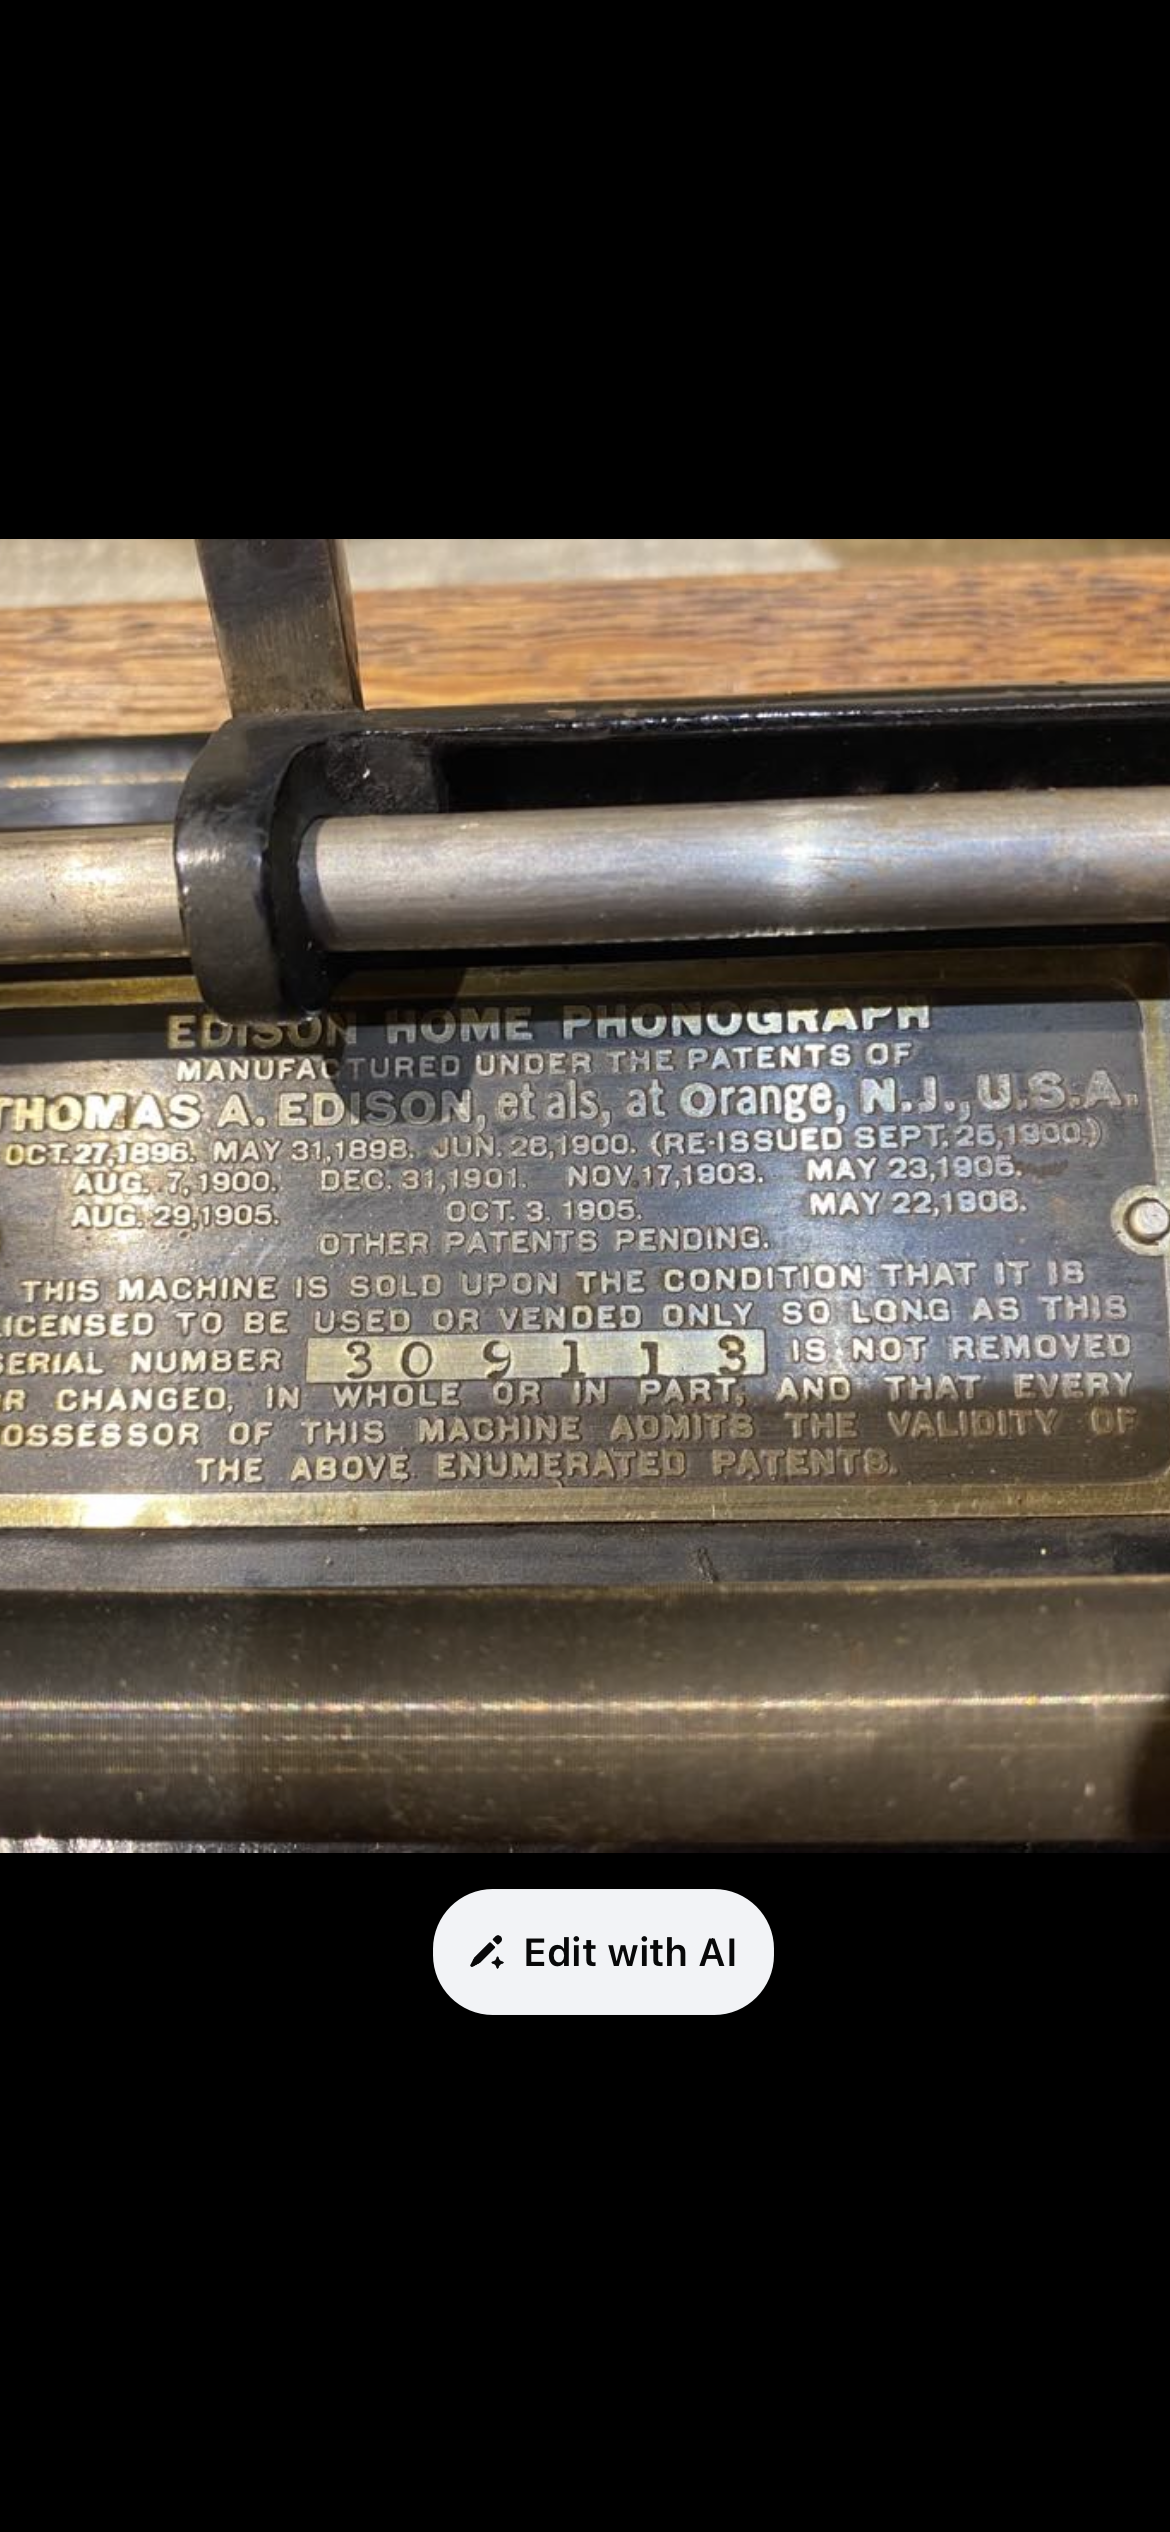 EDISON HOME PHONOGRAPH
MANUFACTURED UNDER THE PATENTS OF
THOMAS A. EDISON, et als, at Orange, N.J., U.S.A.
OCT. 27, 1896. MAY 31, 1898. JUN. 26, 1900. (RE-ISSUED SEPT. 25, 1900.)
AUG. 7, 1900. DEC. 31, 1901. NOV. 17, 1903. MAY 23, 1905.
AUG. 29, 1905. OCT. 3. 1905. MAY 22, 1906.
OTHER PATENTS PENDING.
THIS MACHINE IS SOLD UPON THE CONDITION THAT IT IS
ICENSED TO BE USED OR VENDED ONLY SO LONG AS THIS
SERIAL NUMBER 309113 IS NOT REMOVED
R CHANGED, IN WHOLE OR IN PART, AND THAT EVERY
OSSESSOR OF THIS MACHINE ADMITS THE VALIDITY OF
THE ABOVE ENUMERATED PATENTS.
Edit with AI